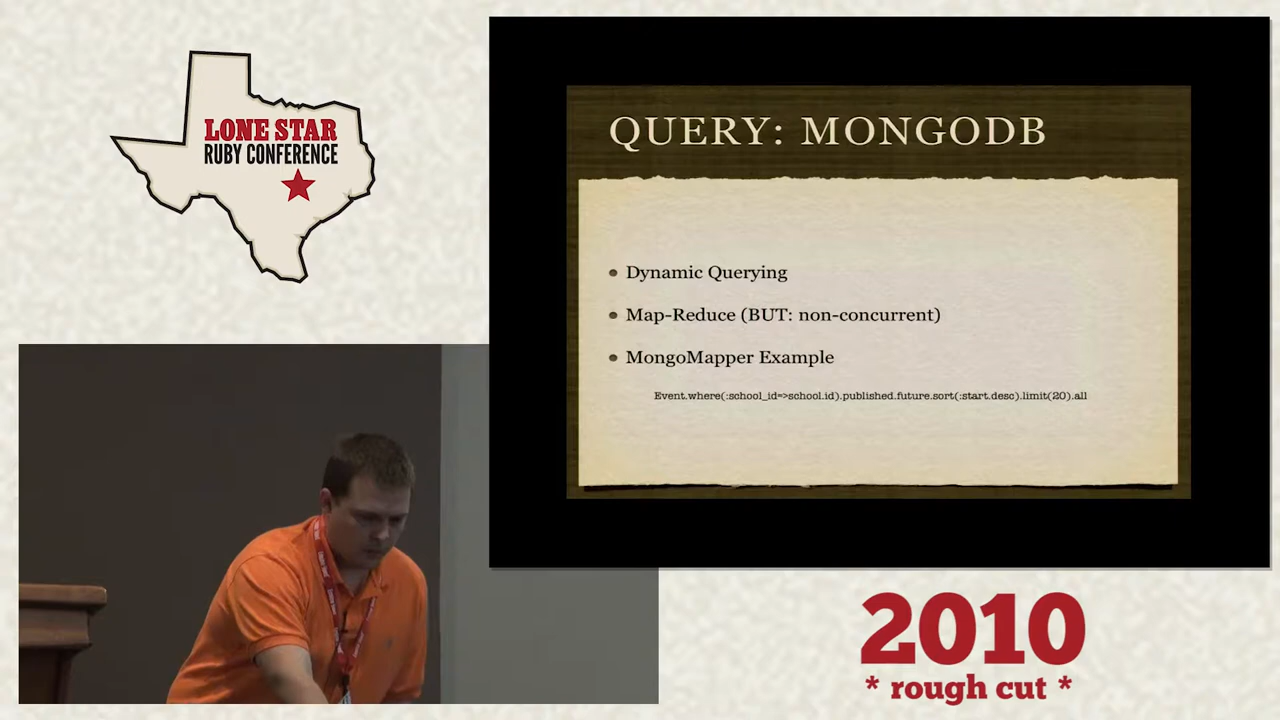 LONE STAR
RUBY CONFERENCE
QUERY: MONGODB
Dynamic Querying
Map-Reduce (BUT: non-concurrent)
MongoMapper Example
Event.where(:school_id=>school.id).published.future.sort(:start.desc).limit(20).all
2010
* rough cut *